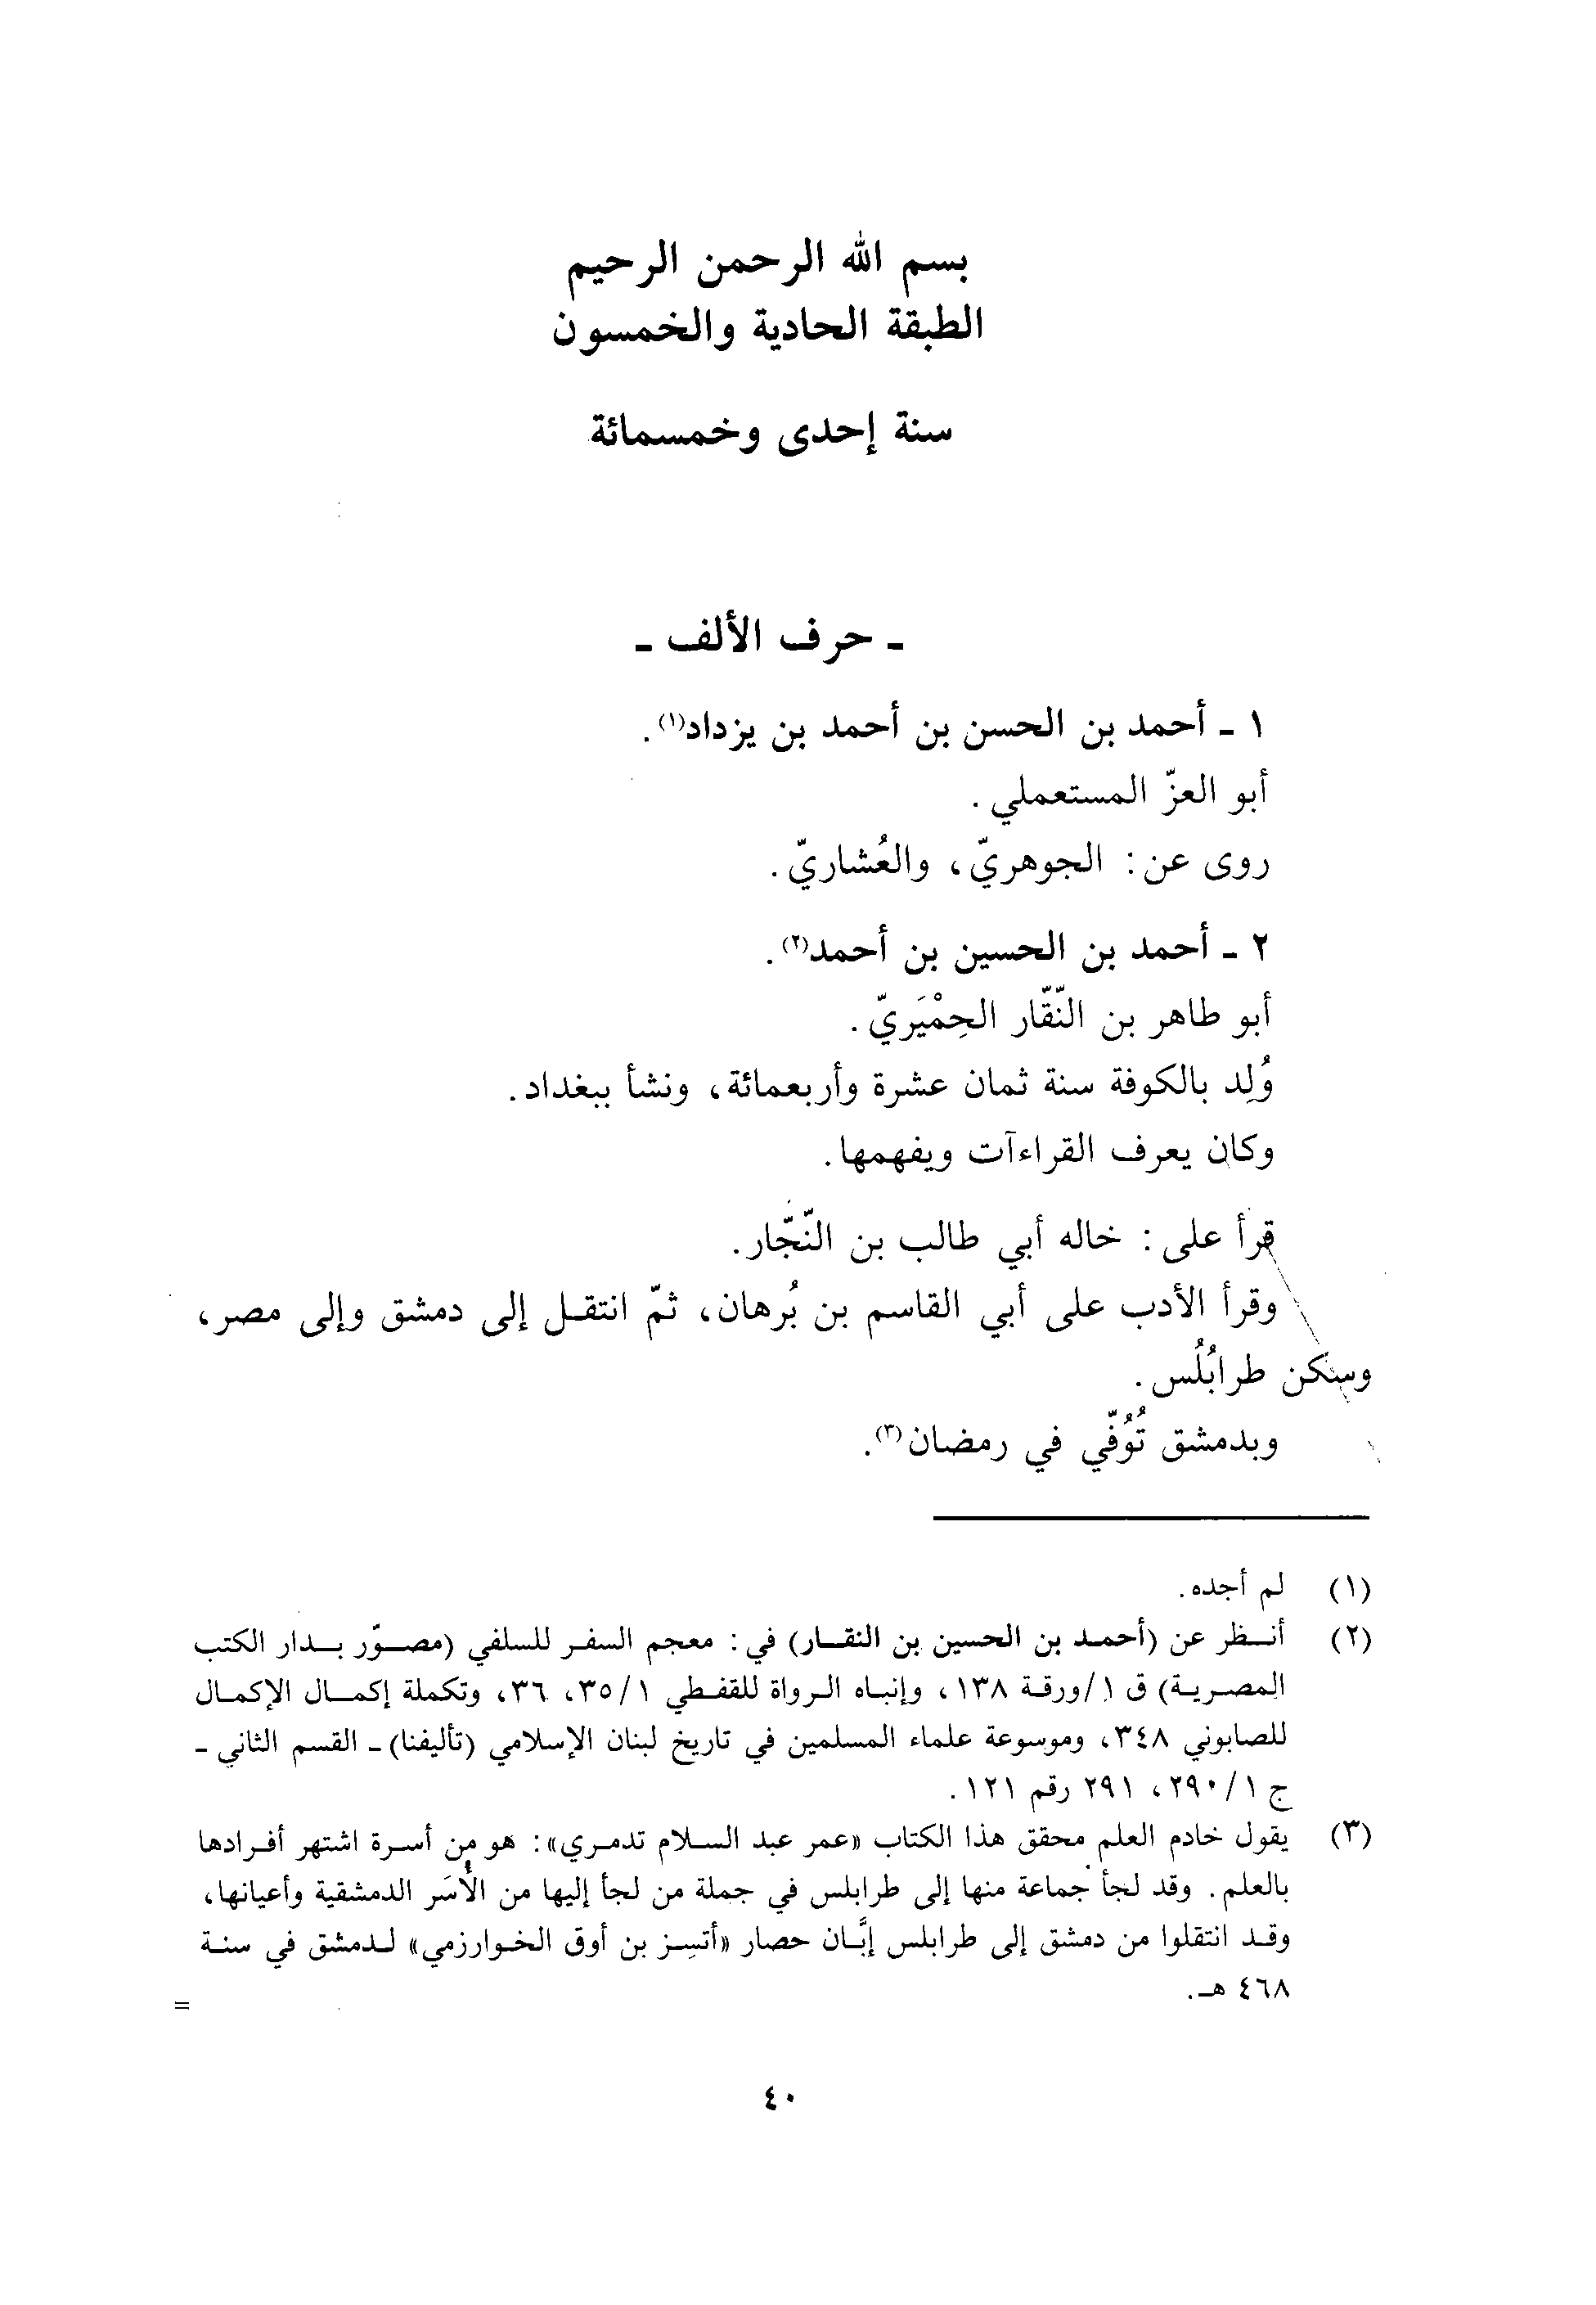 بسم الله الرحمن الرحيم
الطبقة الحادية والخمسون
سنة إحدى وخمسمائة
ـ حرف الألف ـ
١ ـ أحمد بن الحسن بن أحمد بن يزداد(١).
أبو العزّ المستعملي.
روى عن: الجوهريّ، والعُشاريّ.
٢ ـ أحمد بن الحسين بن أحمد(٢).
أبو طاهر بن النّقّار الحِمْيَريّ.
وُلِد بالكوفة سنة ثمان عشرة وأربعمائة، ونشأ ببغداد.
وكان يعرف القراءآت ويفهمها.
قرأ على: خاله أبي طالب بن النّجّار.
وقرأ الأدب على أبي القاسم بن بُرهان، ثمّ انتقل إلى دمشق وإلى مصر،
وسكن طرابُلُس.
وبدمشق تُوُفّي في رمضان(٣).
(١) لم أجده.
(٢) أنظر عن (أحمد بن الحسين بن النقار) في: معجم السفر للسلفي (مصوّر بدار الكتب
المصرية) ق ١/ورقة ١٣٨، وإنباه الرواة للقفطي ١/ ٣٥، ٣٦، وتكملة إكمال الإكمال
للصابوني ٣٤٨، وموسوعة علماء المسلمين في تاريخ لبنان الإسلامي (تأليفنا) ـ القسم الثاني ـ
ج ١/ ٢٩٠، ٢٩١ رقم ١٢١.
(٣) يقول خادم العلم محقق هذا الكتاب «عمر عبد السلام تدمري»: هو من أسرة اشتهر أفرادها
بالعلم. وقد لجأ جماعة منها إلى طرابلس في جملة من لجأ إليها من الأُسَر الدمشقية وأعيانها،
وقد انتقلوا من دمشق إلى طرابلس إبَّان حصار «أتسِز بن أوق الخوارزمي» لدمشق في سنة
٤٦٨ هـ.
=
٤٠